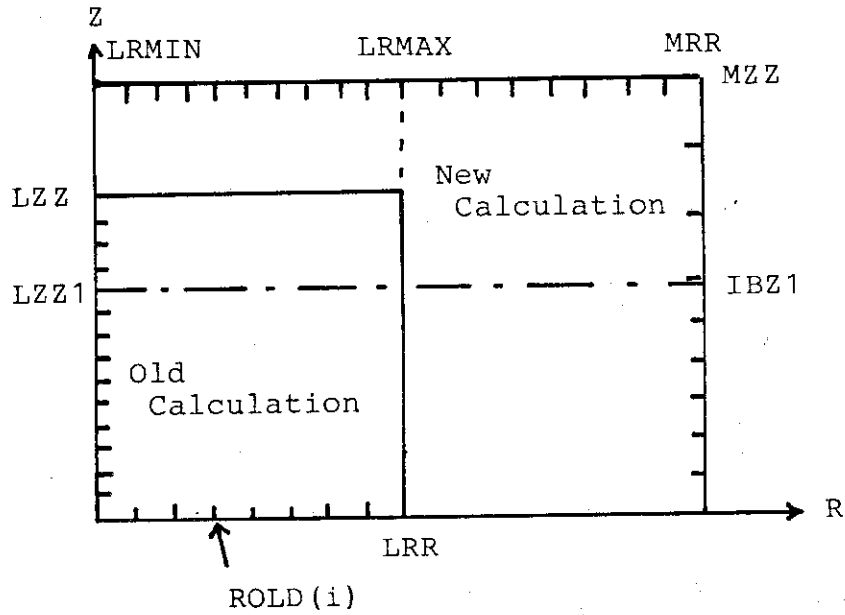 Z
LRMIN
LRMAX
MRR
MZZ
New
Calculation
LZZ
LZZ1
IBZ1
Old
Calculation
R
LRR
ROLD(i)